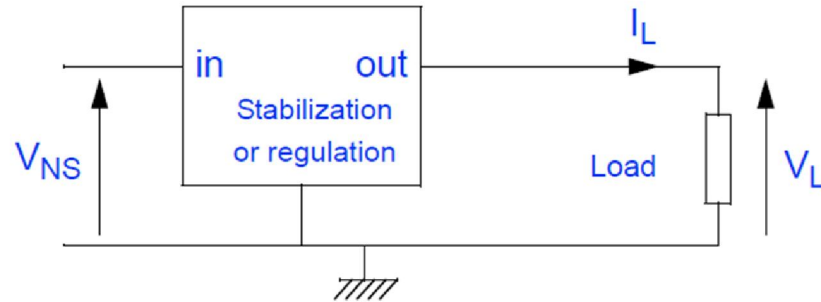 I_L
in out
Stabilization
or regulation
V_NS
Load
V_L